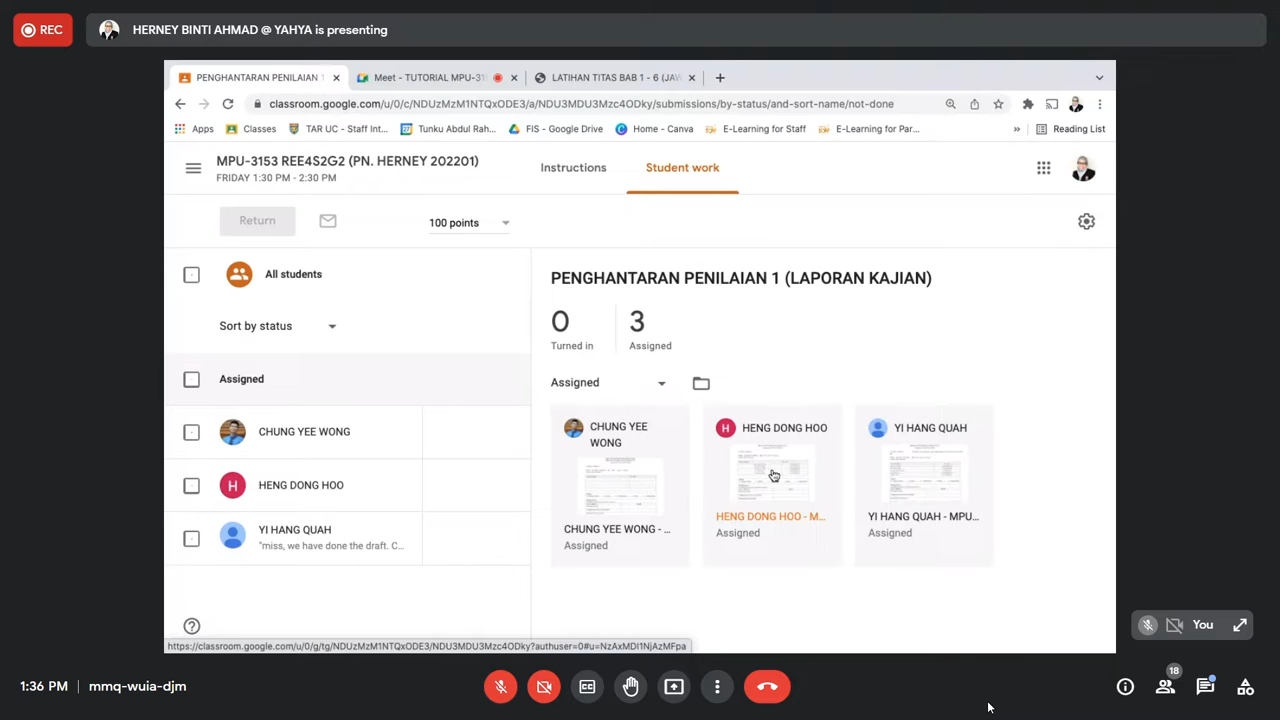 REC
HERNEY BINTI AHMAD @ YAHYA is presenting
PENGHANTARAN PENILAIAN 1
Meet - TUTORIAL MPU-31
LATIHAN TITAS BAB 1 - 6 (JAW
classroom.google.com/u/0/c/NDUzMzM1NTQxODE3/a/NDU3MDU3Mzc4ODky/submissions/by-status/and-sort-name/not-done
Apps
Classes
TAR UC - Staff Int...
Tunku Abdul Rah...
FIS - Google Drive
Home - Canva
E-Learning for Staff
E-Learning for Par...
»
Reading List
MPU-3153 REE4S2G2 (PN. HERNEY 202201)
FRIDAY 1:30 PM - 2:30 PM
Instructions
Student work
Return
100 points
All students
Sort by status
Assigned
CHUNG YEE WONG
H
HENG DONG HOO
YI HANG QUAH
"miss, we have done the draft. C...
PENGHANTARAN PENILAIAN 1 (LAPORAN KAJIAN)
0
Turned in
3
Assigned
Assigned
CHUNG YEE
WONG
CHUNG YEE WONG - ...
Assigned
H
HENG DONG HOO
HENG DONG HOO - M...
Assigned
YI HANG QUAH
YI HANG QUAH - MPU...
Assigned
https://classroom.google.com/u/0/g/tg/NDUzMzM1NTQxODE3/NDU3MDU3Mzc4ODky?authuser=0#u=NzAxMDI1NjAzMFpa
You
1:36 PM | mmq-wuia-djm
18